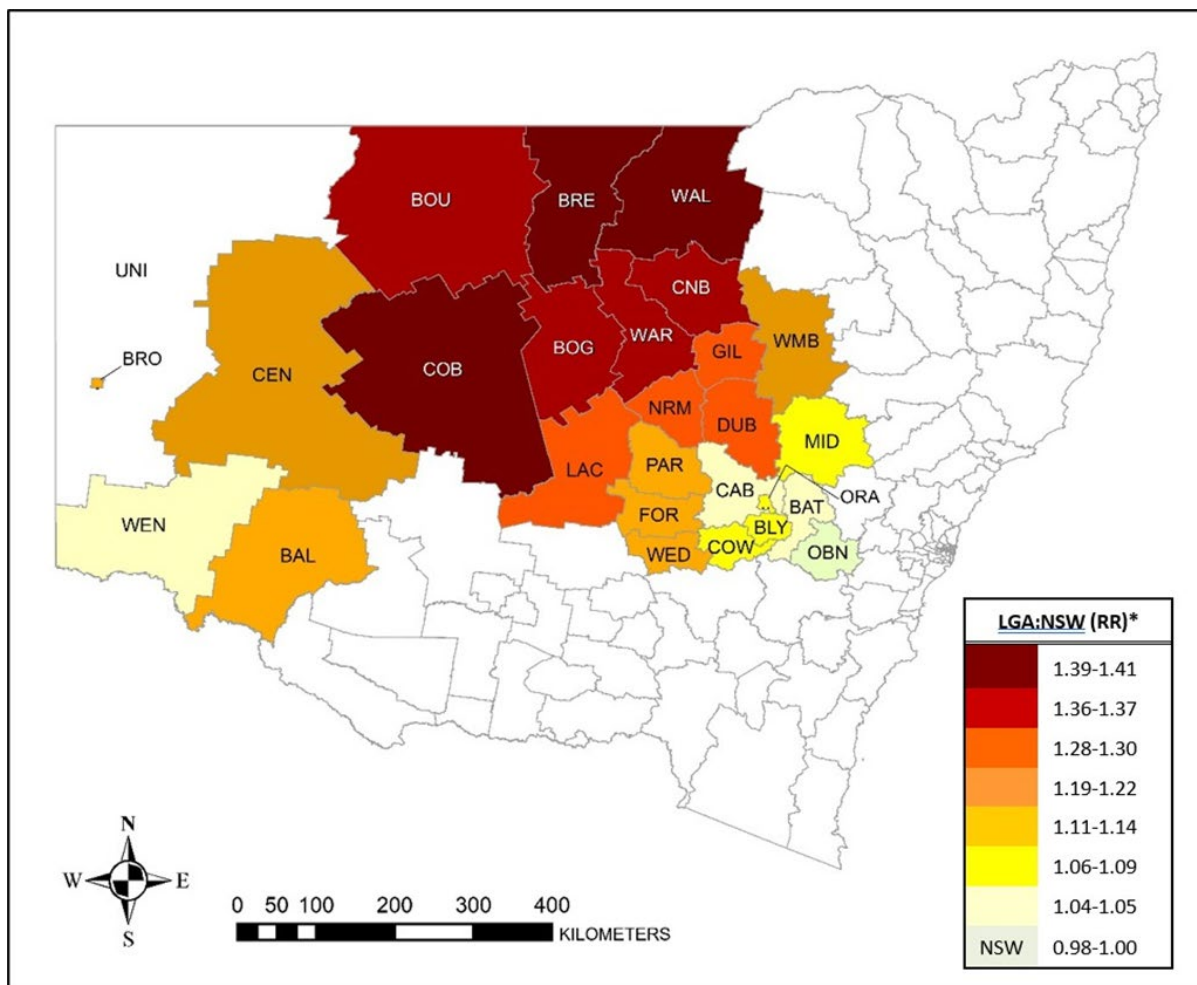 BOU
BRE
WAL
UNI
CNB
BRO
CEN
COB
BOG
WAR
GIL
WMB
NRM
DUB
MID
LAC
PAR
CAB
ORA
WEN
FOR
BLY
BAT
BAL
WED
COW
OBN
LGA:NSW (RR)*
1.39-1.41
1.36-1.37
1.28-1.30
1.19-1.22
1.11-1.14
1.06-1.09
1.04-1.05
NSW 0.98-1.00
N
W E
S
0 50 100 200 300 400
KILOMETERS